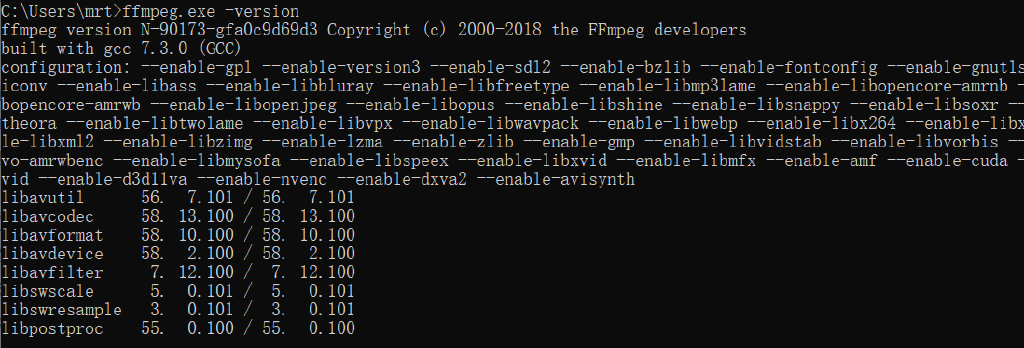 C:\Users\mrt>ffmpeg.exe -version
ffmpeg version N-90173-gfa0c9d69d3 Copyright (c) 2000-2018 the FFmpeg developers
built with gcc 7.3.0 (GCC)
configuration: --enable-gpl --enable-version3 --enable-sdl2 --enable-bzlib --enable-fontconfig --enable-gnutls
iconv --enable-libass --enable-libbluray --enable-libfreetype --enable-libmp3lame --enable-libopencore-amrnb -
bopencore-amrwb --enable-libopenjpeg --enable-libopus --enable-libshine --enable-libsnappy --enable-libsoxr --
theora --enable-libtwolame --enable-libvpx --enable-libwavpack --enable-libwebp --enable-libx264 --enable-libx
le-libxml2 --enable-libzimg --enable-lzma --enable-zlib --enable-gmp --enable-libvidstab --enable-libvorbis --
vo-amrwbenc --enable-libmysofa --enable-libspeex --enable-libxvid --enable-libmfx --enable-amf --enable-cuda -
vid --enable-d3d11va --enable-nvenc --enable-dxva2 --enable-avisynth
libavutil      56.  7.101 / 56.  7.101
libavcodec     58. 13.100 / 58. 13.100
libavformat    58. 10.100 / 58. 10.100
libavdevice    58.  2.100 / 58.  2.100
libavfilter     7. 12.100 /  7. 12.100
libswscale      5.  0.101 /  5.  0.101
libswresample   3.  0.101 /  3.  0.101
libpostproc    55.  0.100 / 55.  0.100